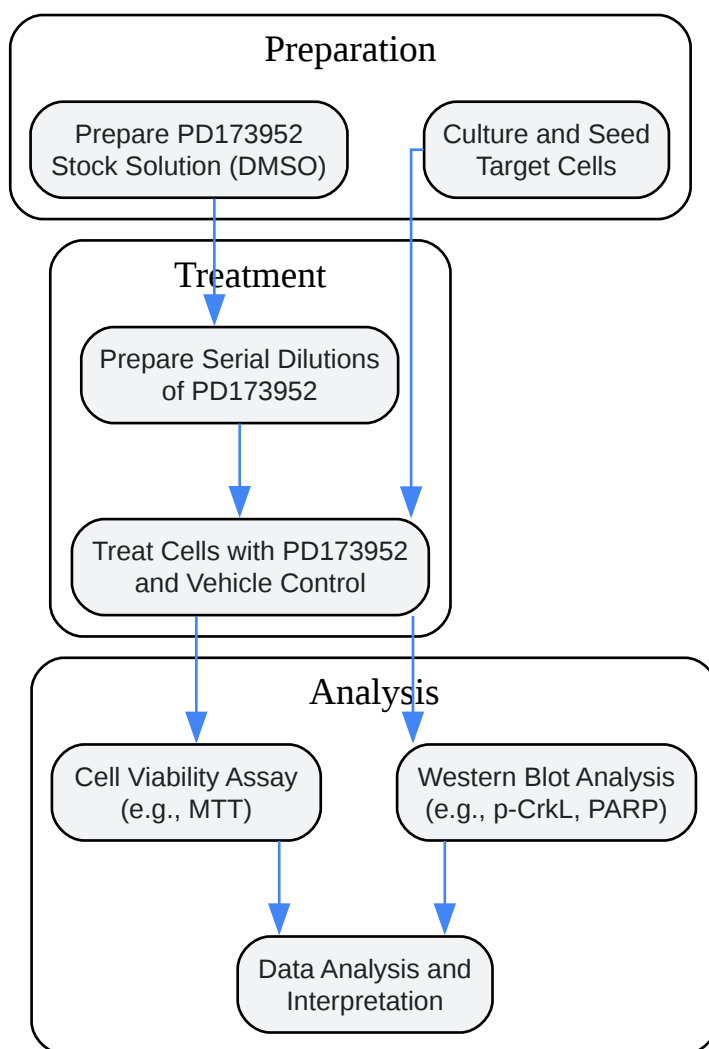 Preparation
Prepare PD173952
Stock Solution (DMSO)
Culture and Seed
Target Cells
Treatment
Prepare Serial Dilutions
of PD173952
Treat Cells with PD173952
and Vehicle Control
Analysis
Cell Viability Assay
(e.g., MTT)
Western Blot Analysis
(e.g., p-CrkL, PARP)
Data Analysis and
Interpretation